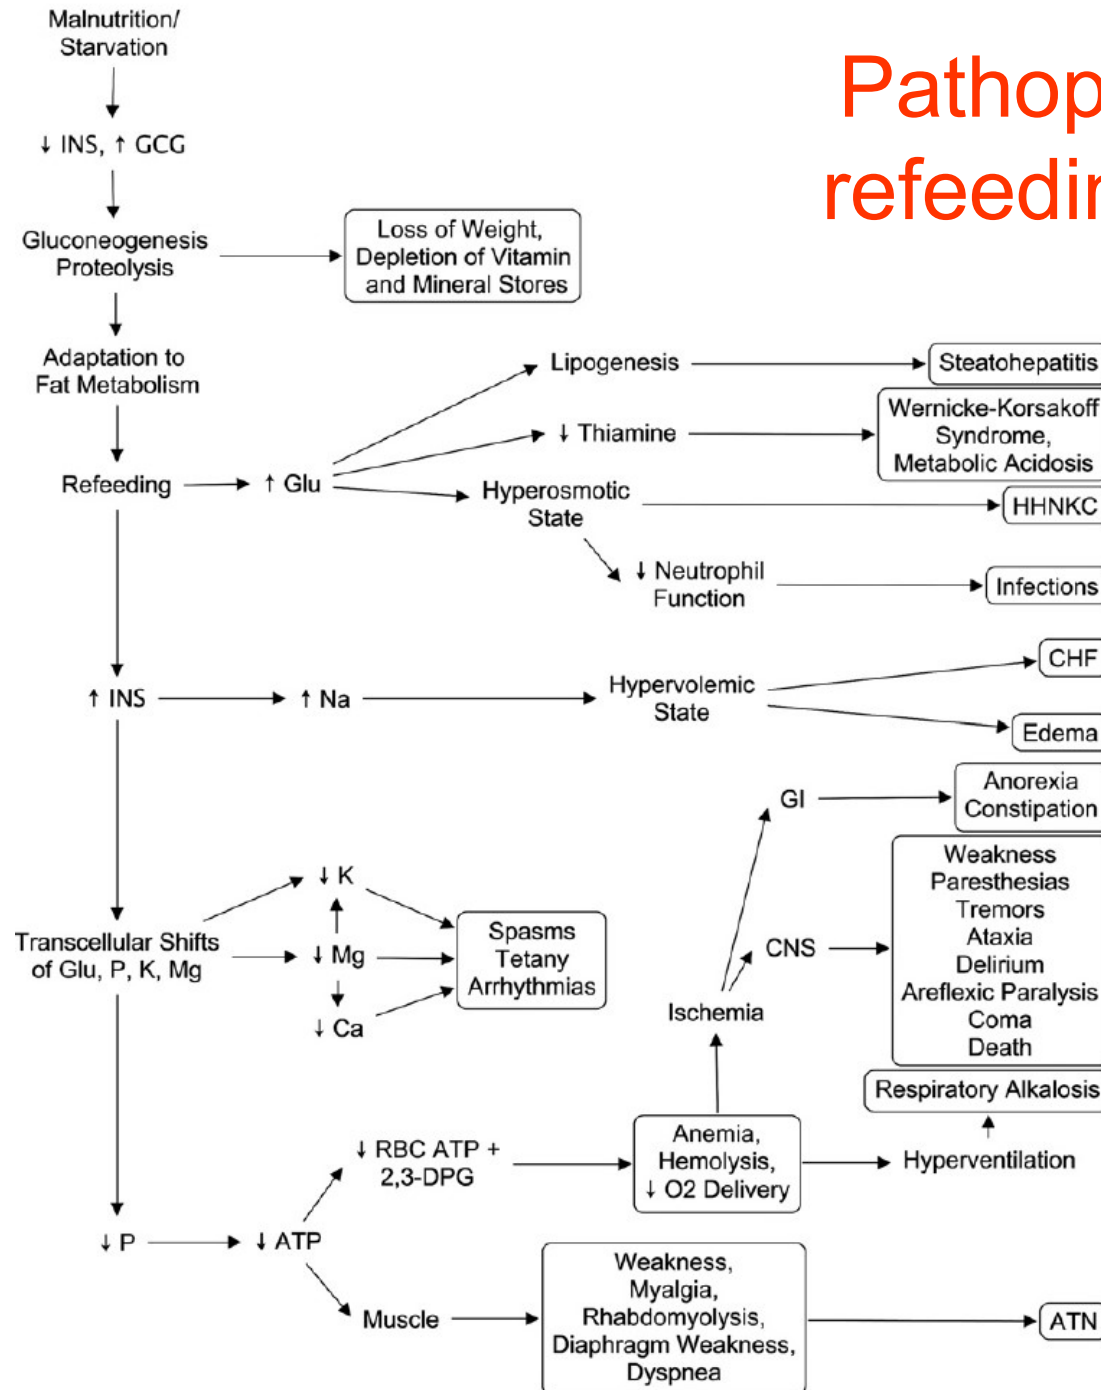 Malnutrition/
Starvation
Pathop
refeedin
↓ INS, ↑ GCG
Gluconeogenesis
Proteolysis
Loss of Weight,
Depletion of Vitamin
and Mineral Stores
Adaptation to
Fat Metabolism
Lipogenesis
Steatohepatitis
↓ Thiamine
Wernicke-Korsakoff
Syndrome,
Metabolic Acidosis
Refeeding
↑ Glu
Hyperosmotic
State
HHNKC
↓ Neutrophil
Function
Infections
↑ INS
↑ Na
Hypervolemic
State
CHF
Edema
GI
Anorexia
Constipation
Transcellular Shifts
of Glu, P, K, Mg
↓ K
↓ Mg
↓ Ca
Spasms
Tetany
Arrhythmias
Ischemia
CNS
Weakness
Paresthesias
Tremors
Ataxia
Delirium
Areflexic Paralysis
Coma
Death
Respiratory Alkalosis
Hyperventilation
↓ RBC ATP +
2,3-DPG
Anemia,
Hemolysis,
↓ O2 Delivery
↓ P
↓ ATP
Muscle
Weakness,
Myalgia,
Rhabdomyolysis,
Diaphragm Weakness,
Dyspnea
ATN